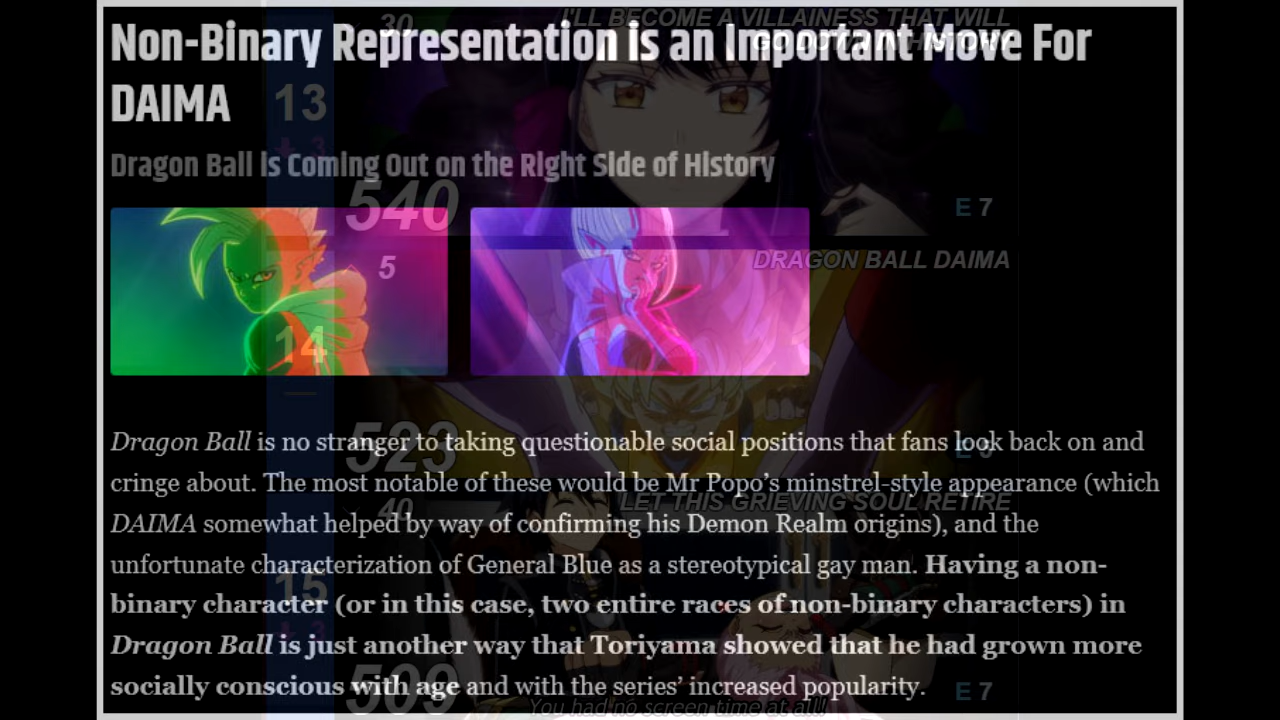 30
I'LL BECOME A VILLAINESS THAT WILL
GO DOWN IN HISTORY
Non-Binary Representation is an Important Move For
DAIMA
13
3
Dragon Ball is Coming Out on the Right Side of History
540
E 7
5
DRAGON BALL DAIMA
14
—
Dragon Ball is no stranger to taking questionable social positions that fans look back on and
523
E 6
cringe about. The most notable of these would be Mr Popo's minstrel-style appearance (which
40
LET THIS GRIEVING SOUL RETIRE
DAIMA somewhat helped by way of confirming his Demon Realm origins), and the
unfortunate characterization of General Blue as a stereotypical gay man. Having a non-
15
binary character (or in this case, two entire races of non-binary characters) in
3
Dragon Ball is just another way that Toriyama showed that he had grown more
socially conscious with age and with the series' increased popularity.
509
E 7
You had no screen time at all!